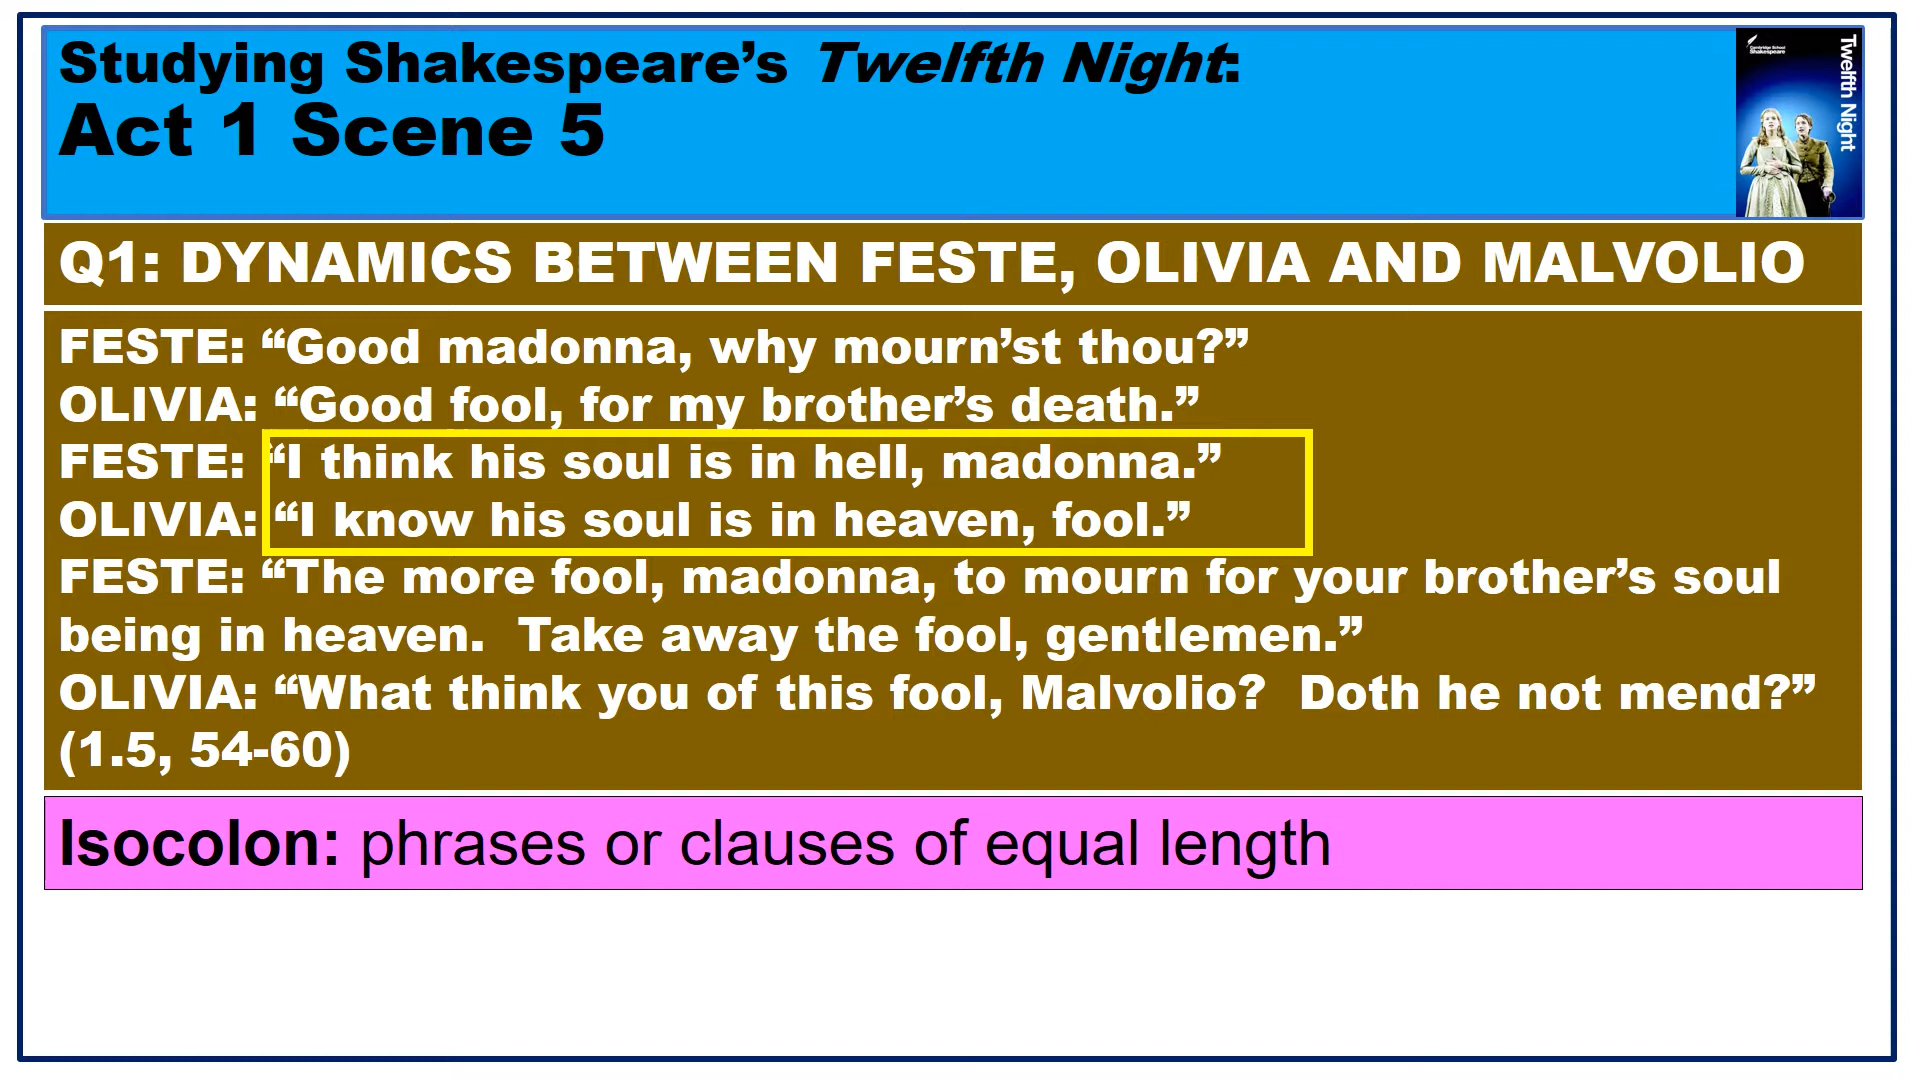 Studying Shakespeare’s Twelfth Night:
Act 1 Scene 5
Cambridge School
Shakespeare
Twelfth Night
Q1: DYNAMICS BETWEEN FESTE, OLIVIA AND MALVOLIO
FESTE: “Good madonna, why mourn’st thou?”
OLIVIA: “Good fool, for my brother’s death.”
FESTE: “I think his soul is in hell, madonna.”
OLIVIA: “I know his soul is in heaven, fool.”
FESTE: “The more fool, madonna, to mourn for your brother’s soul
being in heaven.  Take away the fool, gentlemen.”
OLIVIA: “What think you of this fool, Malvolio?  Doth he not mend?”
(1.5, 54-60)
Isocolon: phrases or clauses of equal length